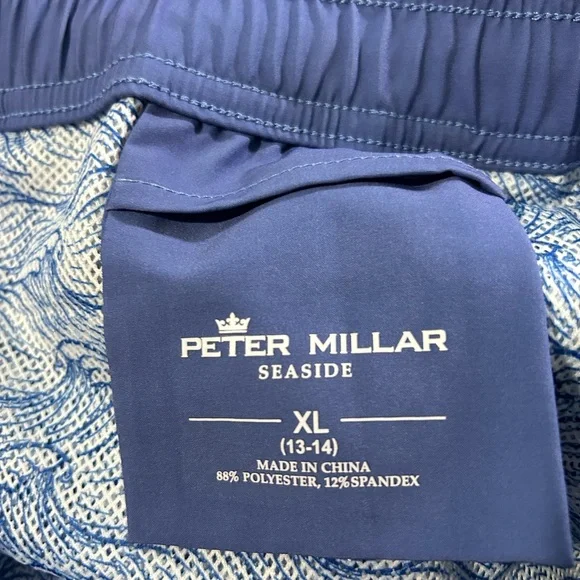 PETER MILLAR
SEASIDE
XL
(13-14)
MADE IN CHINA
88% POLYESTER, 12% SPANDEX